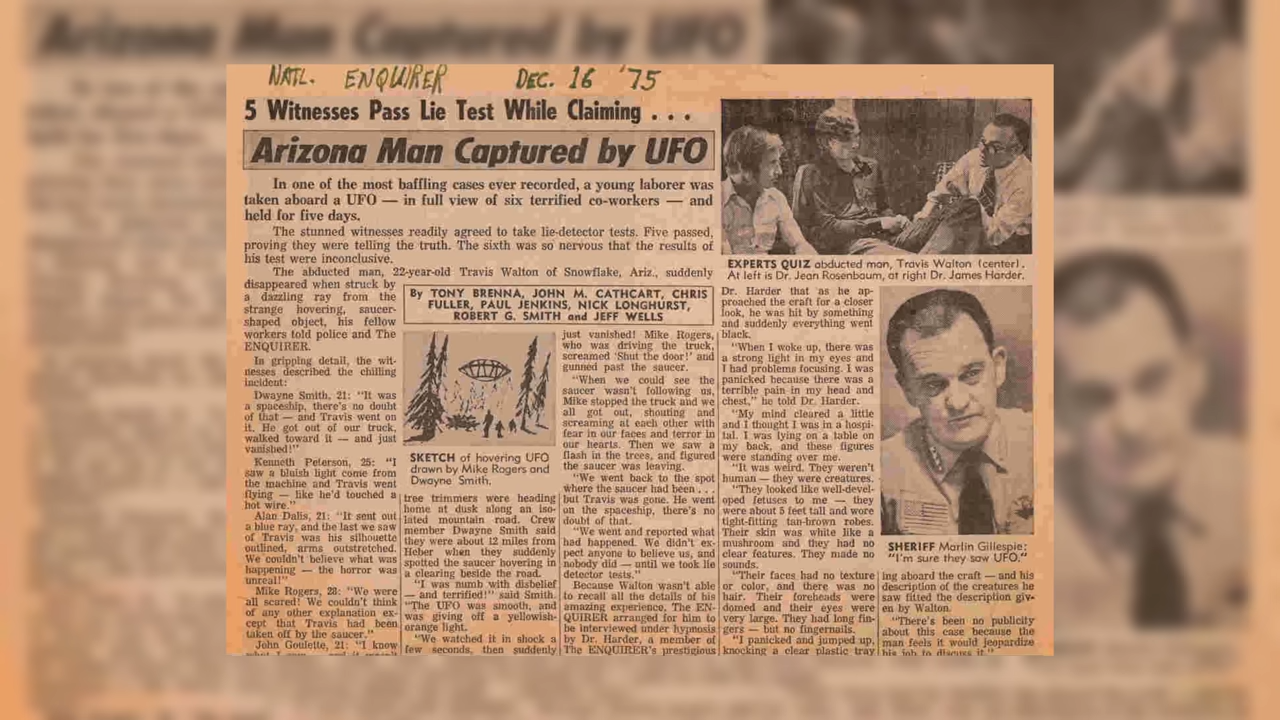 NATL. ENQUIRER DEC. 16 '75
5 Witnesses Pass Lie Test While Claiming . . .
Arizona Man Captured by UFO
In one of the most baffling cases ever recorded, a young laborer was
taken aboard a UFO — in full view of six terrified co-workers — and
held for five days.
The stunned witnesses readily agreed to take lie-detector tests. Five passed,
proving they were telling the truth. The sixth was so nervous that the results of
his test were inconclusive.
The abducted man, 22-year-old Travis Walton of Snowflake, Ariz., suddenly
disappeared when struck by
a dazzling ray from the
strange hovering, saucer-
shaped object, his fellow
workers told police and The
ENQUIRER.
In gripping detail, the wit-
nesses described the chilling
incident:
Dwayne Smith, 21: "It was
a spaceship, there's no doubt
of that — and Travis went on
it. He got out of our truck,
walked toward it — and just
vanished!"
Kenneth Peterson, 25: "I
saw a bluish light come from
the machine and Travis went
flying — like he'd touched a
hot wire."
Alan Dalis, 21: "It sent out
a blue ray, and the last we saw
of Travis was his silhouette
outlined, arms outstretched.
We couldn't believe what was
happening — the horror was
unreal!"
Mike Rogers, 28: "We were
all scared! We couldn't think
of any other explanation ex-
cept that Travis had been
taken off by the saucer."
John Goulette, 21: "I know
By TONY BRENNA, JOHN M. CATHCART, CHRIS
FULLER, PAUL JENKINS, NICK LONGHURST,
ROBERT G. SMITH and JEFF WELLS
SKETCH of hovering UFO
drawn by Mike Rogers and
Dwayne Smith.
tree trimmers were heading
home at dusk along an iso-
lated mountain road. Crew
member Dwayne Smith said
they were about 12 miles from
Heber when they suddenly
spotted the saucer hovering in
a clearing beside the road.
"I was numb with disbelief
— and terrified!" said Smith.
"The UFO was smooth, and
was giving off a yellowish-
orange light.
"We watched it in shock a
few seconds, then suddenly
just vanished! Mike Rogers,
who was driving the truck,
screamed 'Shut the door!' and
gunned past the saucer.
"When we could see the
saucer wasn't following us,
Mike stopped the truck and we
all got out, shouting and
screaming at each other with
fear in our faces and terror in
our hearts. Then we saw a
flash in the trees, and figured
the saucer was leaving.
"We went back to the spot
where the saucer had been . . .
but Travis was gone. He went
on the spaceship, there's no
doubt of that.
"We went and reported what
had happened. We didn't ex-
pect anyone to believe us, and
nobody did — until we took lie
detector tests."
Because Walton wasn't able
to recall all the details of his
amazing experience, The EN-
QUIRER arranged for him to
be interviewed under hypnosis
by Dr. Harder, a member of
The ENQUIRER's prestigious
EXPERTS QUIZ abducted man, Travis Walton (center).
At left is Dr. Jean Rosenbaum, at right Dr. James Harder.
Dr. Harder that as he ap-
proached the craft for a closer
look, he was hit by something
and suddenly everything went
black.
"When I woke up, there was
a strong light in my eyes and
I had problems focusing. I was
panicked because there was a
terrible pain in my head and
chest," he told Dr. Harder.
"My mind cleared a little
and I thought I was in a hospi-
tal. I was lying on a table on
my back, and these figures
were standing over me.
"It was weird. They weren't
human — they were creatures.
"They looked like well-devel-
oped fetuses to me — they
were about 5 feet tall and wore
tight-fitting tan-brown robes.
Their skin was white like a
mushroom and they had no
clear features. They made no
sounds.
"Their faces had no texture
or color, and there was no
hair. Their foreheads were
domed and their eyes were
very large. They had long fin-
gers — but no fingernails.
"I panicked and jumped up,
knocking a clear plastic tray
SHERIFF Marlin Gillespie:
"I'm sure they saw UFO."
ing aboard the craft — and his
description of the creatures he
saw fitted the description giv-
en by Walton.
"There's no publicity
about this case because the
man feels it would jeopardize
his job to discuss it."